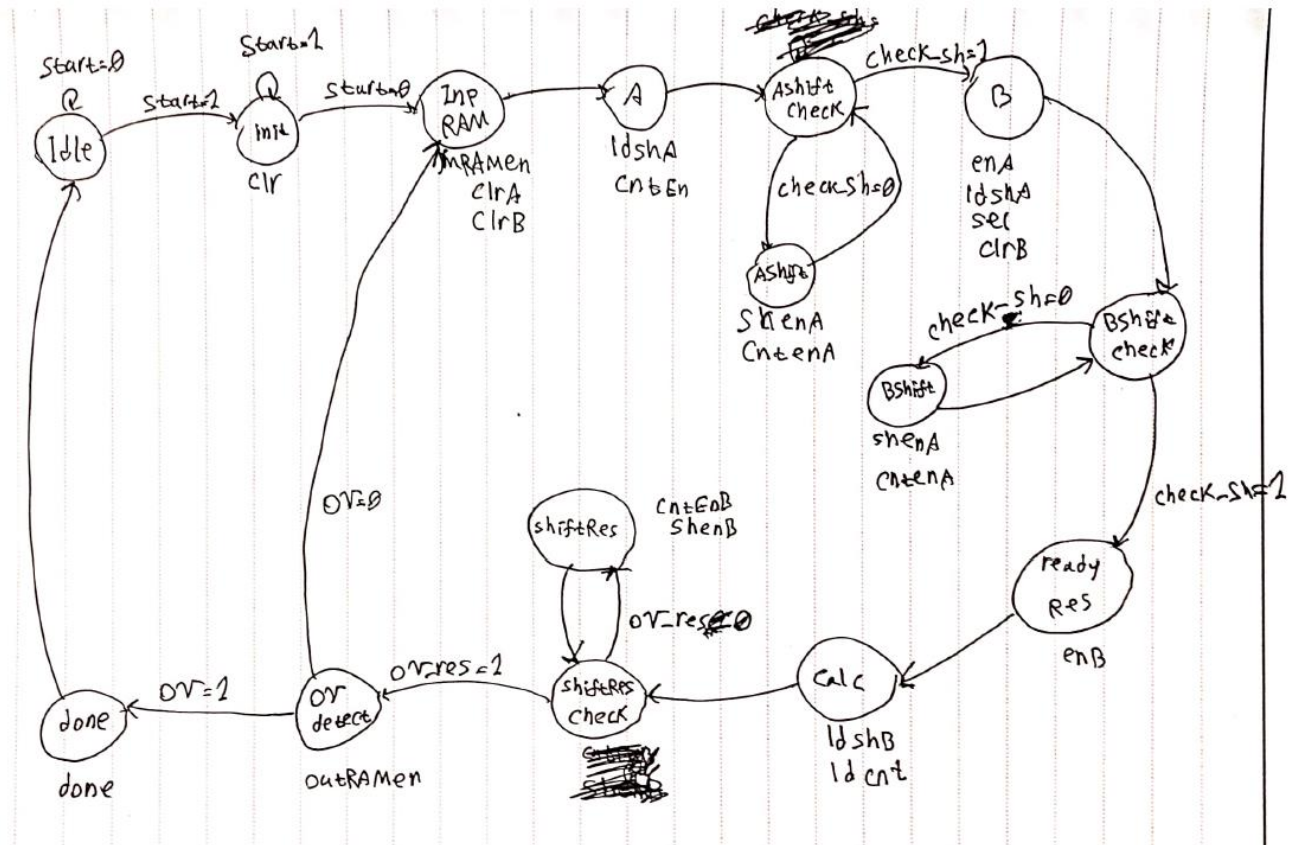 Start=0
Idle
Start=1
Start=1
init
clr
start=0
Inp
RAM
inRAMen
clrA
clrB
A
ldshA
CntEn
AShift
check
check_sh=0
AShift
ShenA
CntenA
check_sh=1
B
enA
ldshA
sel
clrB
BShift
check
check_sh=0
BShift
shenA
CntenA
check_sh=1
ready
Res
enB
Calc
ldshB
ld cnt
shiftRes
CntEnB
ShenB
ov_res=0
shiftRes
check
ov_res=1
ov
detect
outRAMen
ov=0
ov=1
done
done